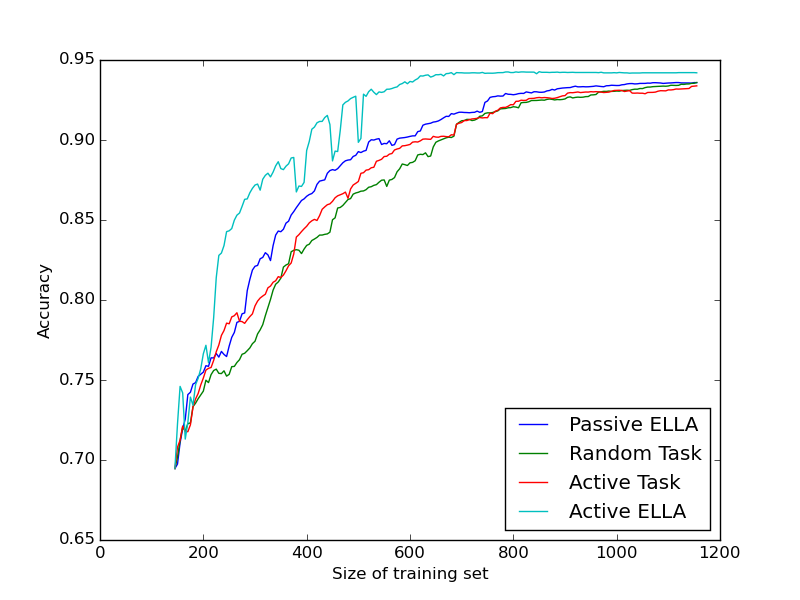 0.95
0.90
0.85
0.80
0.75
0.70
0.65
Accuracy
0 200 400 600 800 1000 1200
Size of training set
Passive ELLA
Random Task
Active Task
Active ELLA